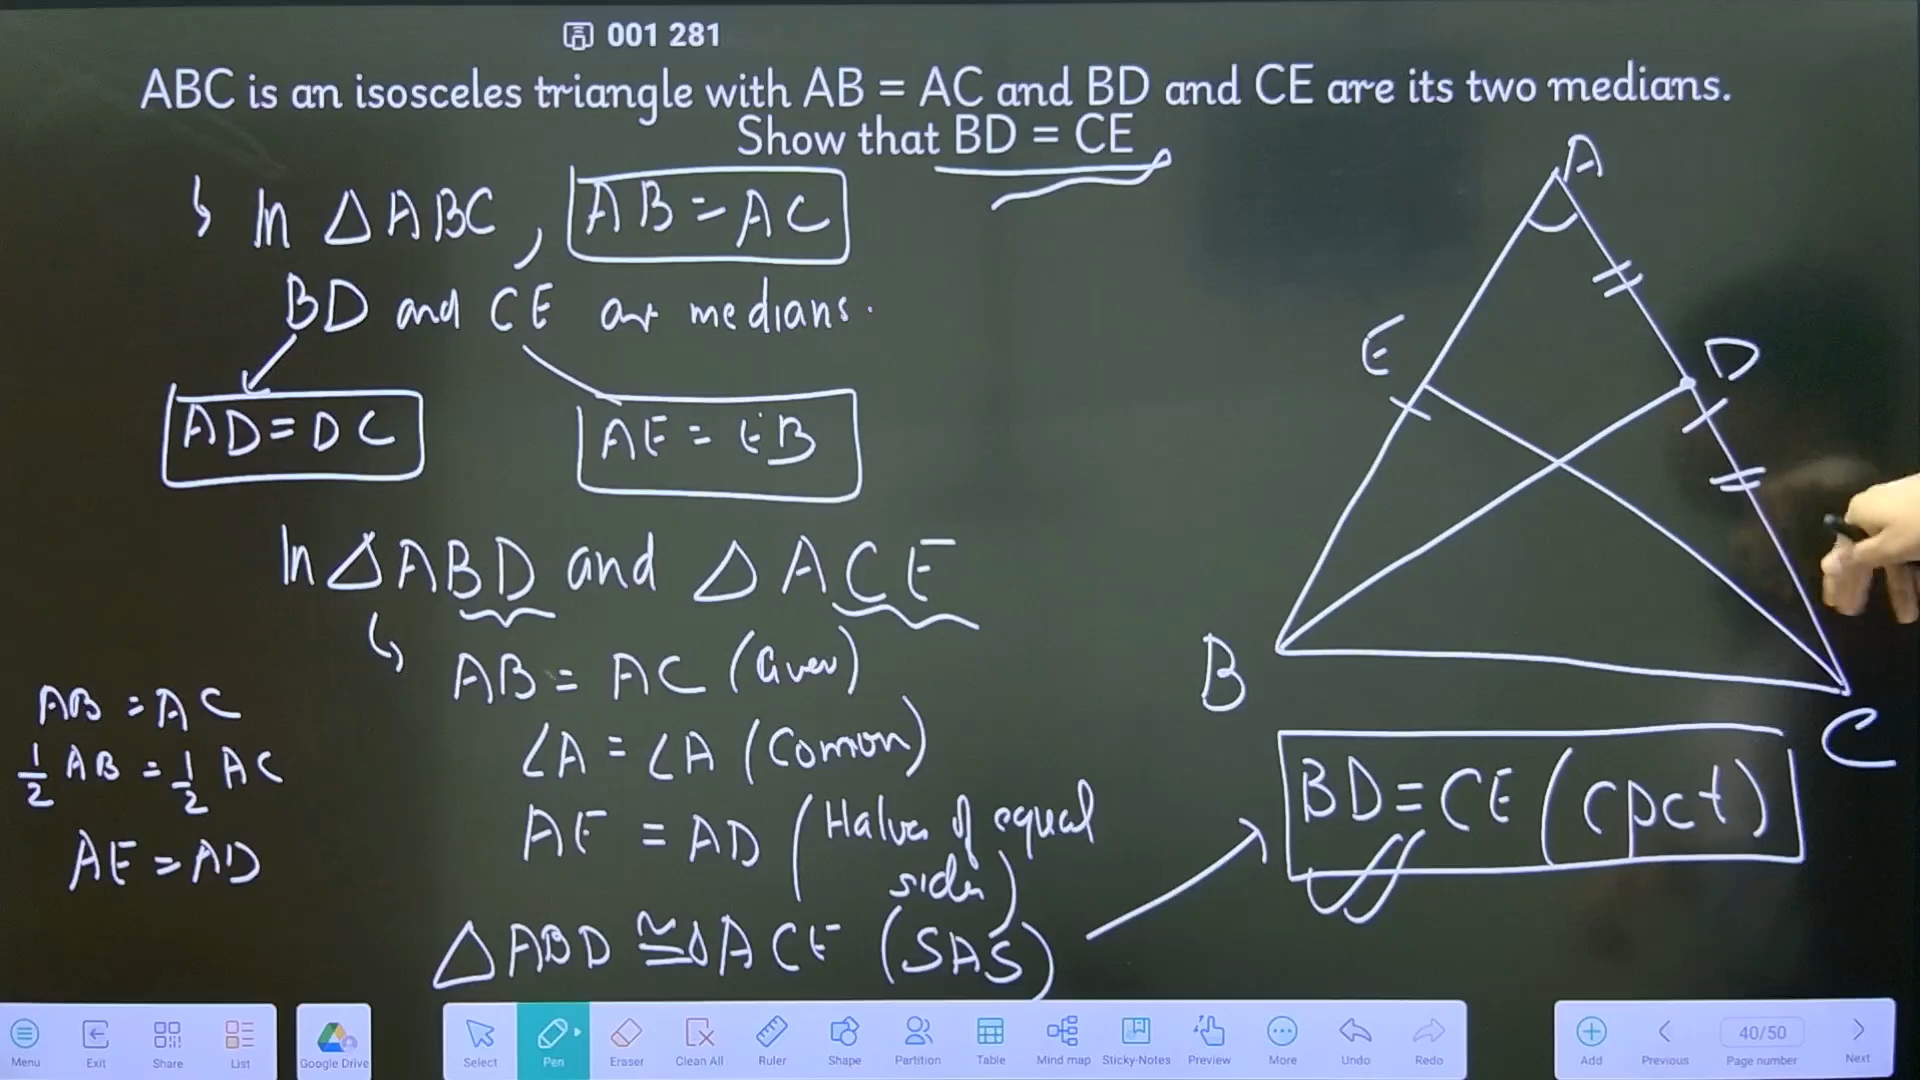 001 281
ABC is an isosceles triangle with AB = AC and BD and CE are its two medians.
Show that BD = CE
In △ABC, AB = AC
BD and CE are medians.
AD = DC
AE = EB
In △ABD and △ACE
AB = AC (Given)
∠A = ∠A (Common)
AE = AD (Halves of equal
sides)
△ABD ≅ △ACE (SAS)
AB = AC
1/2 AB = 1/2 AC
AE = AD
A
E
D
B
C
BD = CE (cpct)
Menu
Exit
Share
List
Google Drive
Select
Pen
Eraser
Clean All
Ruler
Shape
Partition
Table
Mind map
Sticky-Notes
Preview
More
Undo
Redo
Add
Previous
40/50
Page number
Next